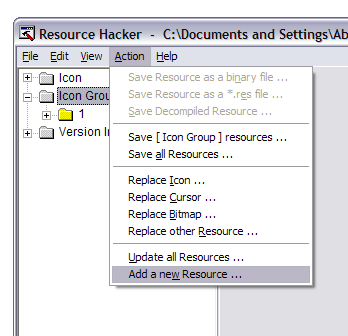 Resource Hacker - C:\Documents and Settings\Ab
File Edit View Action Help
Icon
Icon Grou
1
Version In
Save Resource as a binary file ...
Save Resource as a *.res file ...
Save Decompiled Resource ...
Save [ Icon Group ] resources ...
Save all Resources ...
Replace Icon ...
Replace Cursor ...
Replace Bitmap ...
Replace other Resource ...
Update all Resources ...
Add a new Resource ...